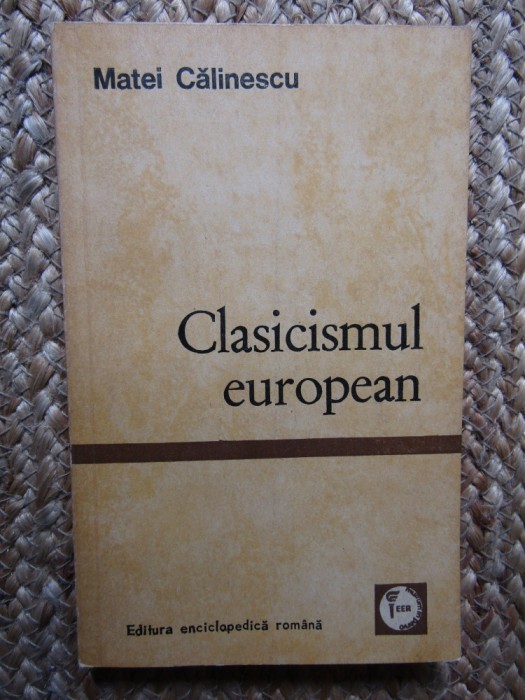 Matei Călinescu
Clasicismul
european
Editura enciclopedică română
EER